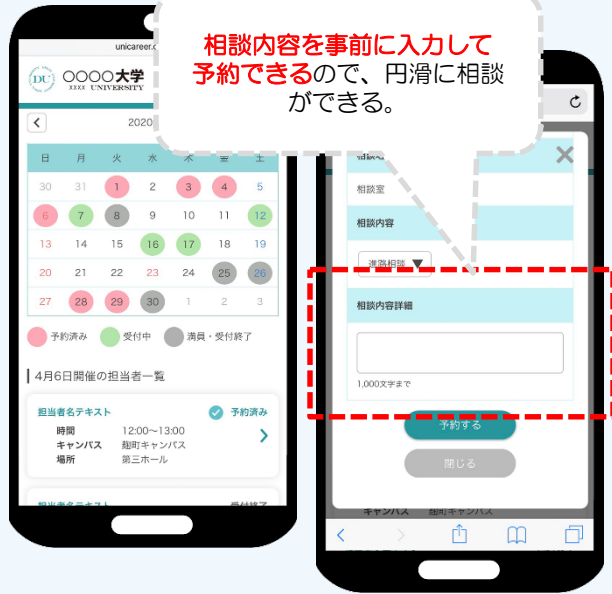 相談内容を事前に入力して
予約できるので、円滑に相談
ができる。
unicareer.
DU
〇〇〇〇大学
XXXX UNIVERSITY
2020
日 月 火 水 木 金 土
30 31 1 2 3 4 5
6 7 8 9 10 11 12
13 14 15 16 17 18 19
20 21 22 23 24 25 26
27 28 29 30 1 2 3
予約済み 受付中 満員・受付終了
4月6日開催の担当者一覧
担当者名テキスト 予約済み
時間 12:00〜13:00
キャンパス 麹町キャンパス
場所 第三ホール
担当者名テキスト 受付終了
相談室
相談内容
進路相談 ▼
相談内容詳細
1,000文字まで
予約する
閉じる
キャンパス 麹町キャンパス